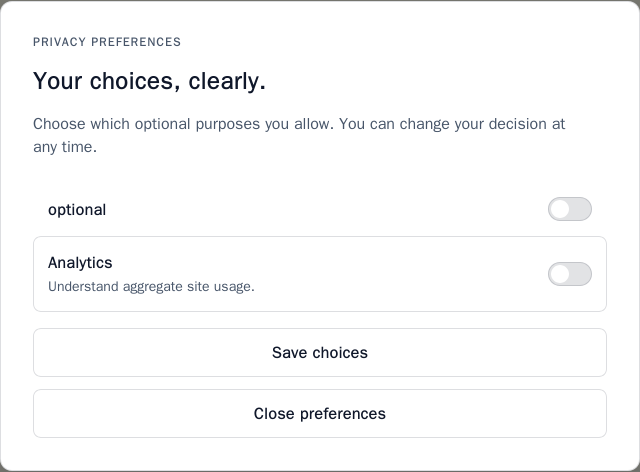 PRIVACY PREFERENCES
Your choices, clearly.
Choose which optional purposes you allow. You can change your decision at
any time.
optional
Analytics
Understand aggregate site usage.
Save choices
Close preferences